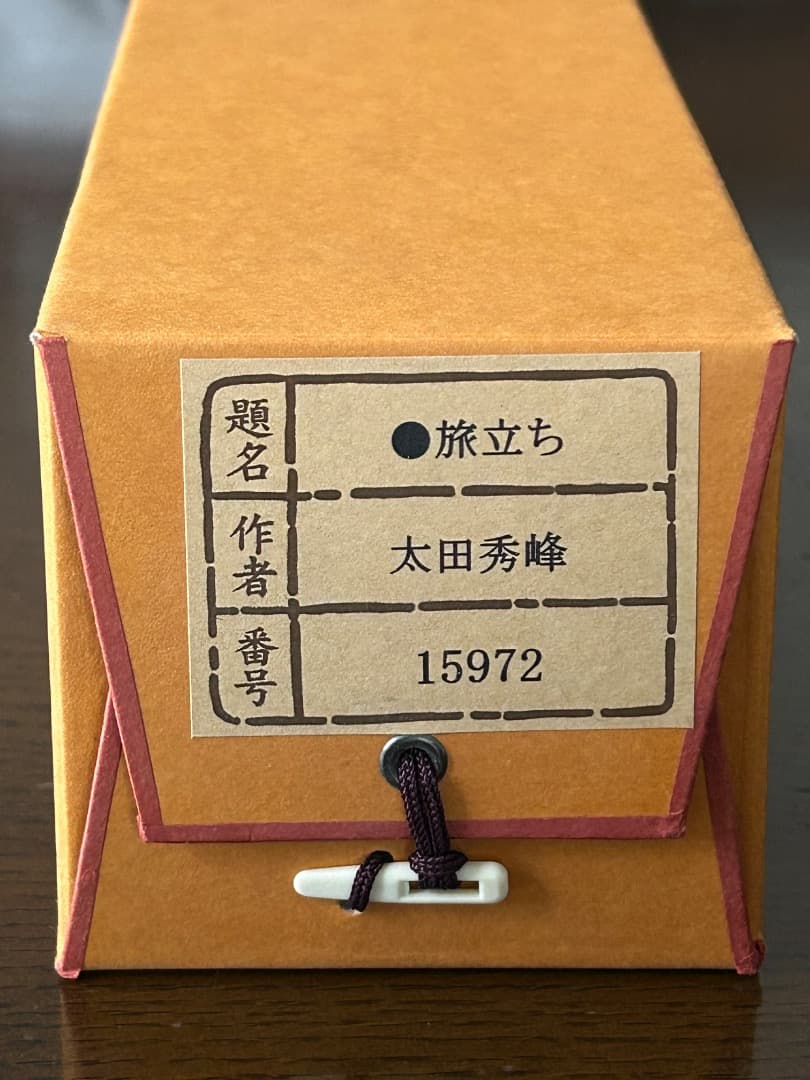 題名 ●旅立ち
作者 太田秀峰
番号 15972